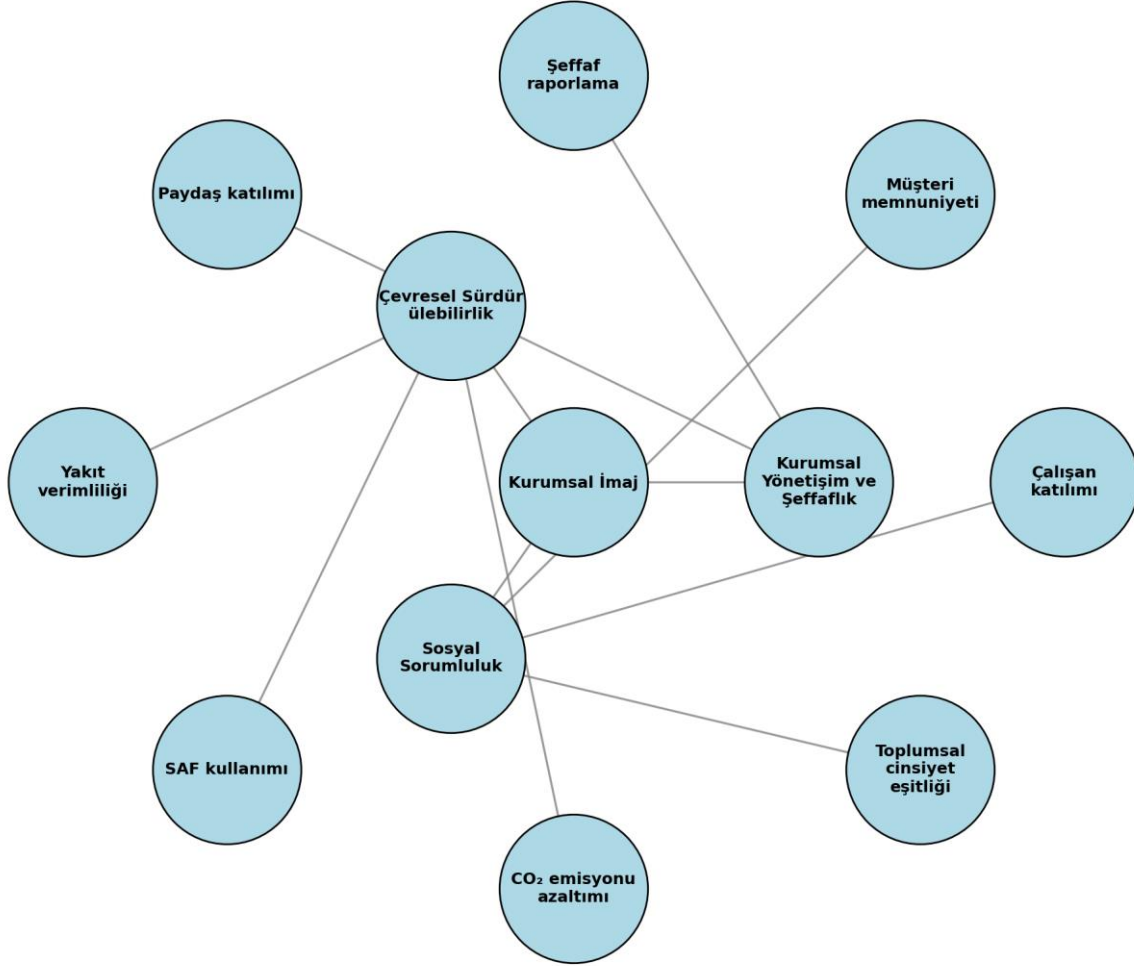 Şeffaf
raporlama
Paydaş katılımı
Müşteri
memnuniyeti
Çevresel Sürdür
ülebilirlik
Yakıt
verimliliği
Kurumsal İmaj
Kurumsal
Yönetişim ve
Şeffaflık
Çalışan
katılımı
Sosyal
Sorumluluk
SAF kullanımı
Toplumsal
cinsiyet
eşitliği
CO₂ emisyonu
azaltımı